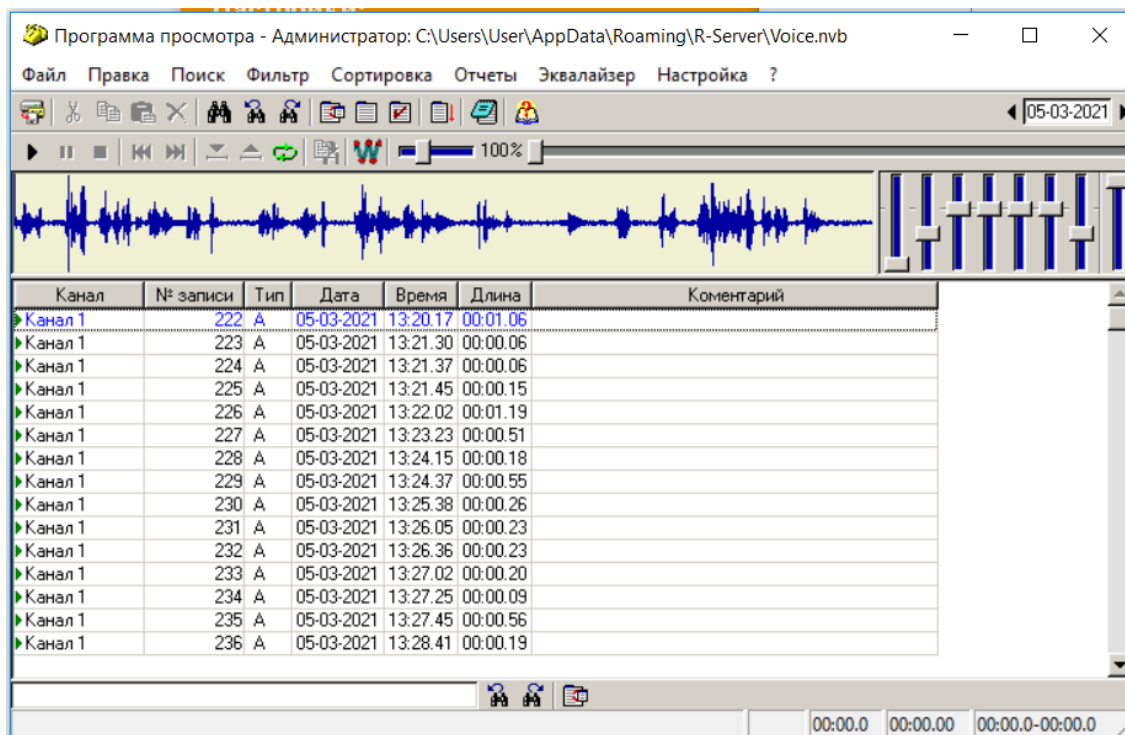 Программа просмотра - Администратор: C:\Users\User\AppData\Roaming\R-Server\Voice.nvb
Файл Правка Поиск Фильтр Сортировка Отчеты Эквалайзер Настройка ?
05-03-2021
100%
Канал № записи Тип Дата Время Длина Коментарий
Канал 1 222 А 05-03-2021 13:20.17 00:01.06
Канал 1 223 А 05-03-2021 13:21.30 00:00.06
Канал 1 224 А 05-03-2021 13:21.37 00:00.06
Канал 1 225 А 05-03-2021 13:21.45 00:00.15
Канал 1 226 А 05-03-2021 13:22.02 00:01.19
Канал 1 227 А 05-03-2021 13:23.23 00:00.51
Канал 1 228 А 05-03-2021 13:24.15 00:00.18
Канал 1 229 А 05-03-2021 13:24.37 00:00.55
Канал 1 230 А 05-03-2021 13:25.38 00:00.26
Канал 1 231 А 05-03-2021 13:26.05 00:00.23
Канал 1 232 А 05-03-2021 13:26.36 00:00.23
Канал 1 233 А 05-03-2021 13:27.02 00:00.20
Канал 1 234 А 05-03-2021 13:27.25 00:00.09
Канал 1 235 А 05-03-2021 13:27.45 00:00.56
Канал 1 236 А 05-03-2021 13:28.41 00:00.19
00:00.0 00:00.00 00:00.0-00:00.0